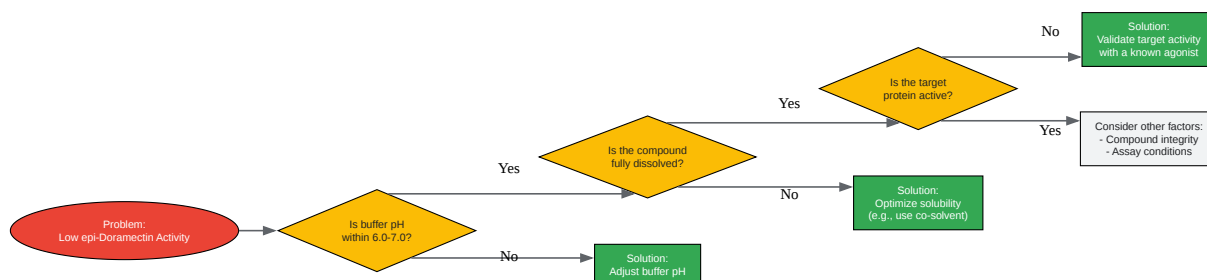 Problem:
Low epi-Doramectin Activity
Is buffer pH
within 6.0-7.0?
No
Solution:
Adjust buffer pH
Yes
Is the compound
fully dissolved?
No
Solution:
Optimize solubility
(e.g., use co-solvent)
Yes
Is the target
protein active?
No
Solution:
Validate target activity
with a known agonist
Yes
Consider other factors:
- Compound integrity
- Assay conditions